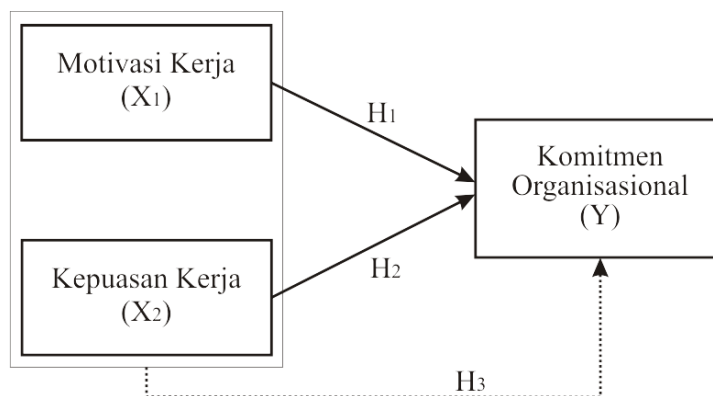 Motivasi Kerja
(X1)
H1
Komitmen
Organisasional
(Y)
Kepuasan Kerja
(X2)
H2
H3